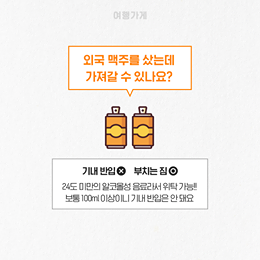 여행가게
외국 맥주를 샀는데
가져갈 수 있나요?
기내 반입 X 부치는 짐 O
24도 미만의 알코올성 음료라서 위탁 가능!!
보통 100ml 이상이니 기내 반입은 안 돼요